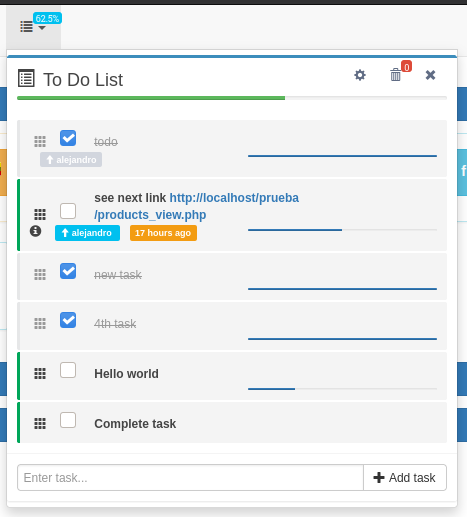 62.5%
To Do List
0
todo
alejandro
see next link http://localhost/prueba
/products_view.php
alejandro
17 hours ago
new task
4th task
Hello world
Complete task
Enter task...
Add task
f